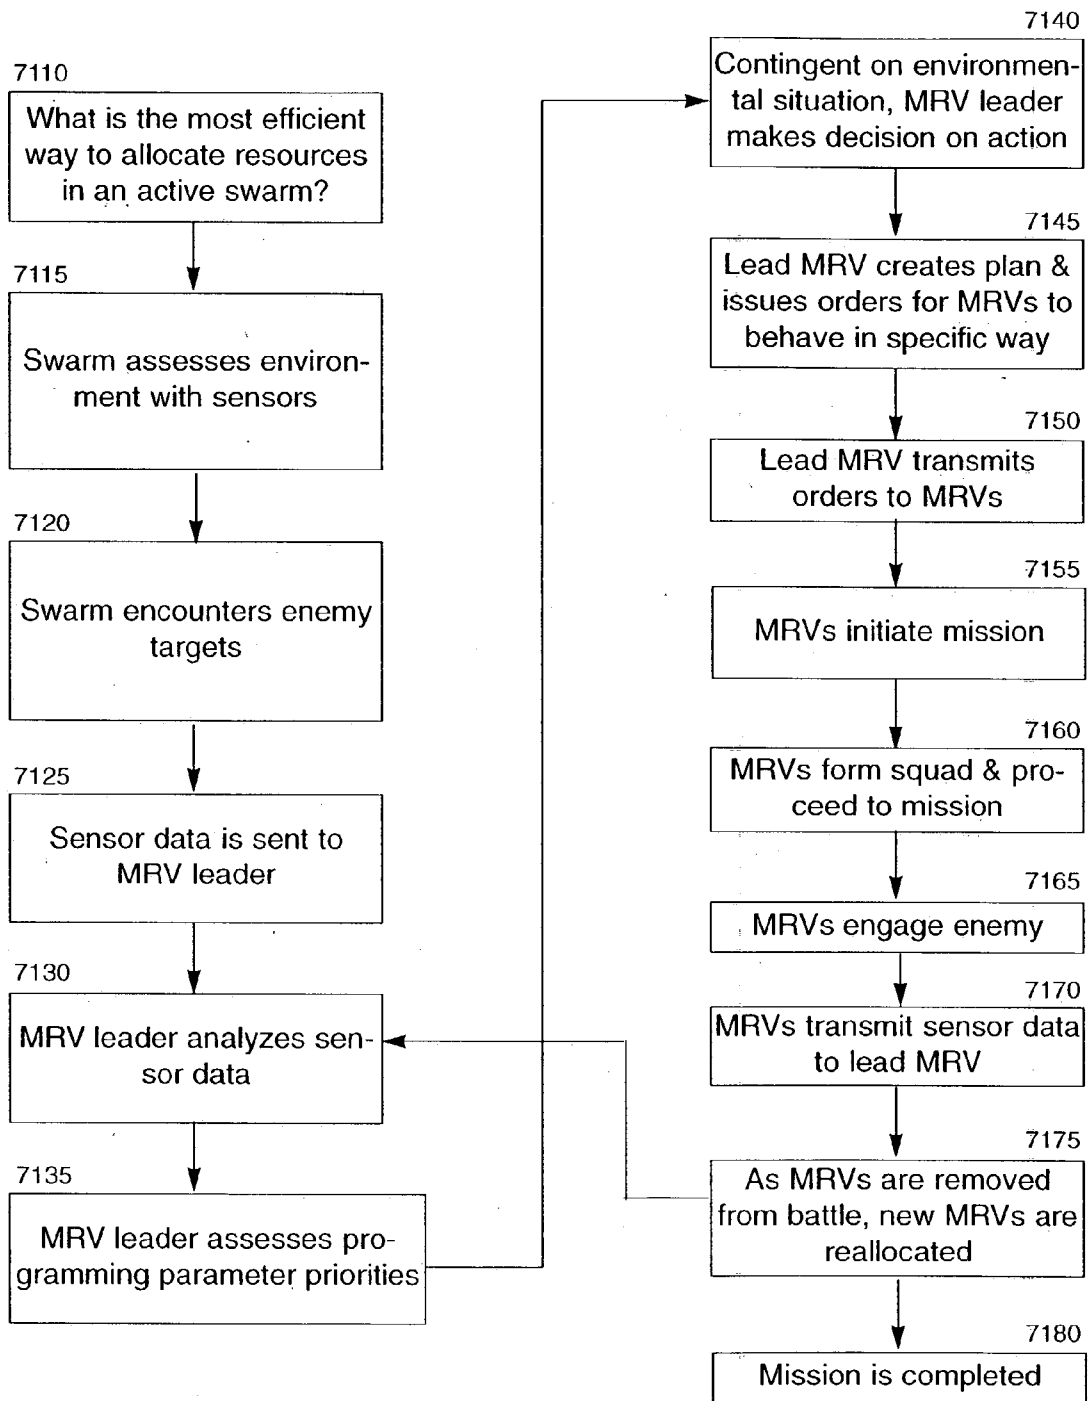 7110
What is the most efficient
way to allocate resources
in an active swarm?
7115
Swarm assesses environ-
ment with sensors
7120
Swarm encounters enemy
targets
7125
Sensor data is sent to
MRV leader
7130
MRV leader analyzes sen-
sor data
7135
MRV leader assesses pro-
gramming parameter priorities
7140
Contingent on environmen-
tal situation, MRV leader
makes decision on action
7145
Lead MRV creates plan &
issues orders for MRVs to
behave in specific way
7150
Lead MRV transmits
orders to MRVs
7155
MRVs initiate mission
7160
MRVs form squad & pro-
ceed to mission
7165
MRVs engage enemy
7170
MRVs transmit sensor data
to lead MRV
7175
As MRVs are removed
from battle, new MRVs are
reallocated
7180
Mission is completed